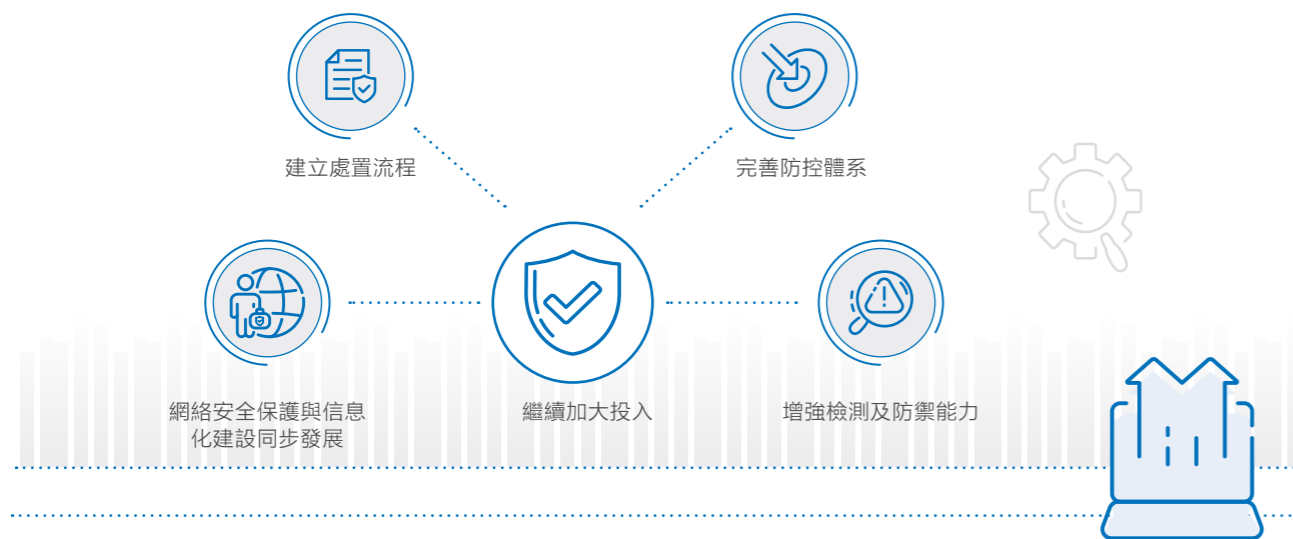 建立處置流程
完善防控體系
網絡安全保護與信息
化建設同步發展
繼續加大投入
增強檢測及防禦能力